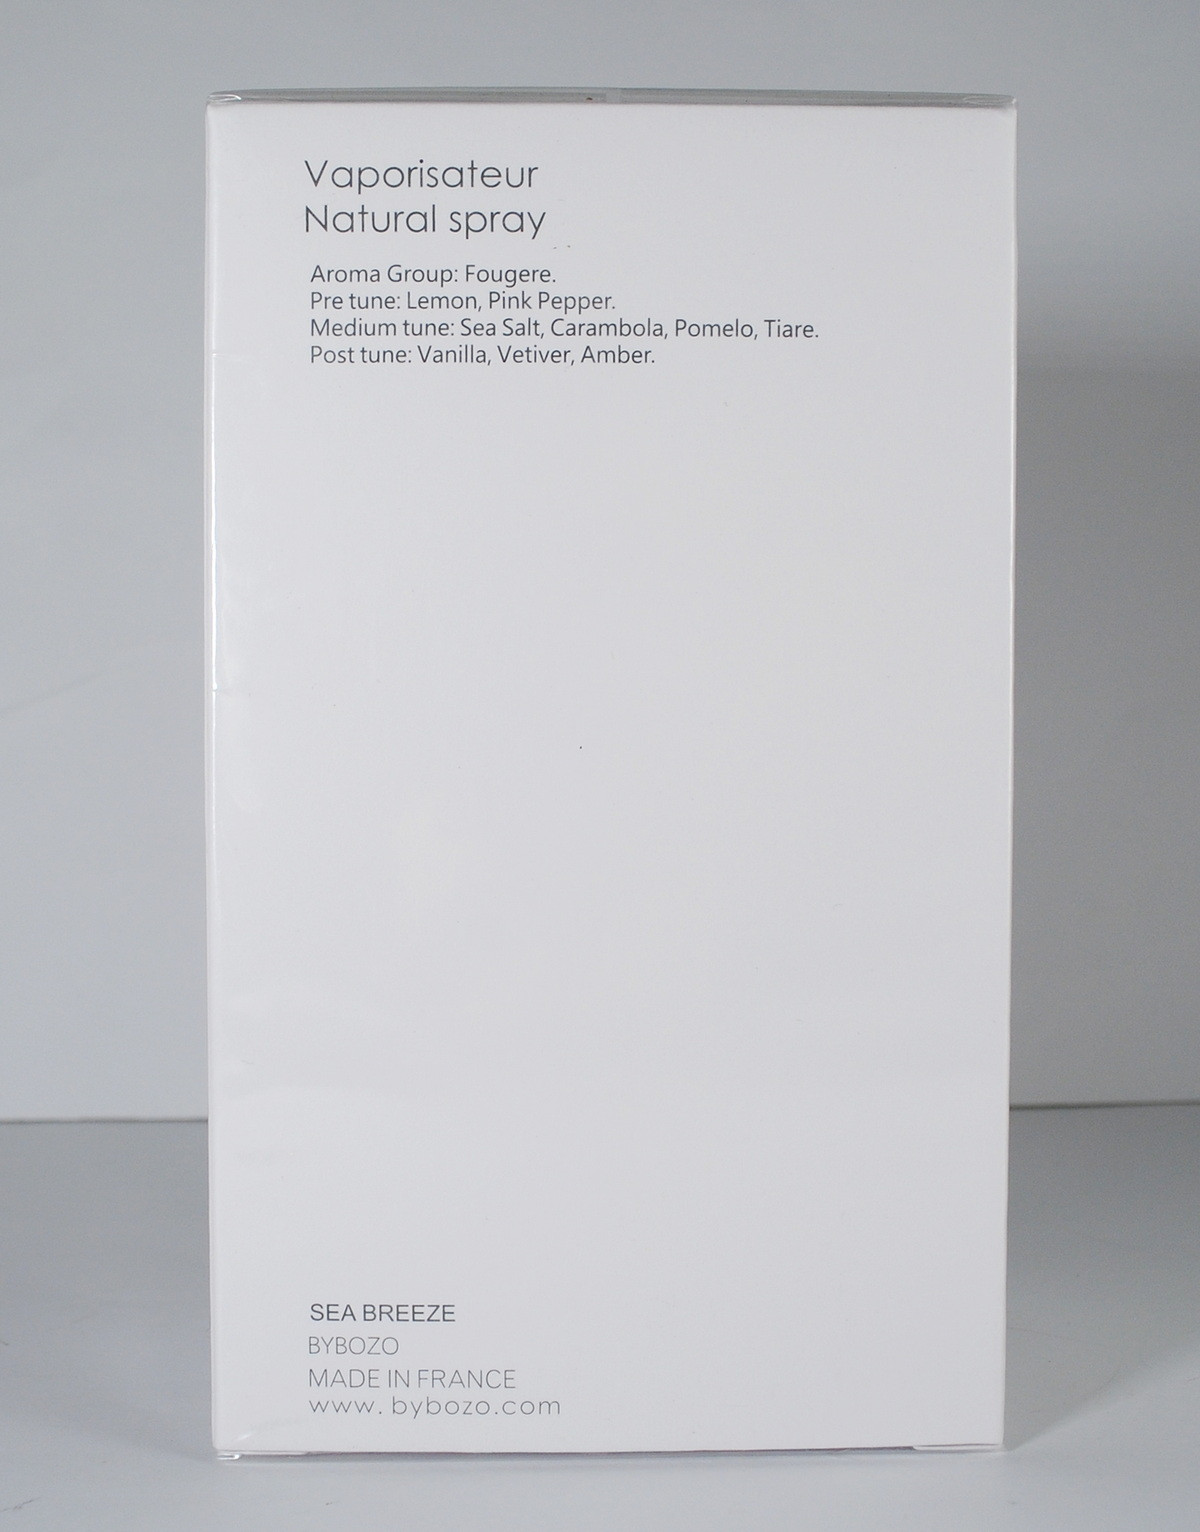 Vaporisateur
Natural spray
Aroma Group: Fougere.
Pre tune: Lemon, Pink Pepper.
Medium tune: Sea Salt, Carambola, Pomelo, Tiare.
Post tune: Vanilla, Vetiver, Amber.
SEA BREEZE
BYBOZO
MADE IN FRANCE
www. bybozo.com